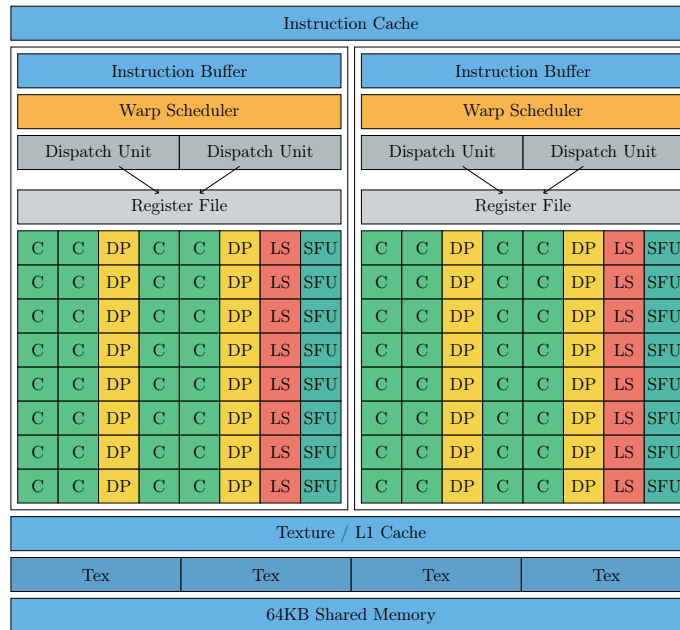 Instruction Cache
Instruction Buffer Instruction Buffer
Warp Scheduler Warp Scheduler
Dispatch Unit Dispatch Unit Dispatch Unit Dispatch Unit
Register File Register File
C C DP C C DP LS SFU C C DP C C DP LS SFU
C C DP C C DP LS SFU C C DP C C DP LS SFU
C C DP C C DP LS SFU C C DP C C DP LS SFU
C C DP C C DP LS SFU C C DP C C DP LS SFU
C C DP C C DP LS SFU C C DP C C DP LS SFU
C C DP C C DP LS SFU C C DP C C DP LS SFU
C C DP C C DP LS SFU C C DP C C DP LS SFU
C C DP C C DP LS SFU C C DP C C DP LS SFU
Texture / L1 Cache
Tex Tex Tex Tex
64KB Shared Memory